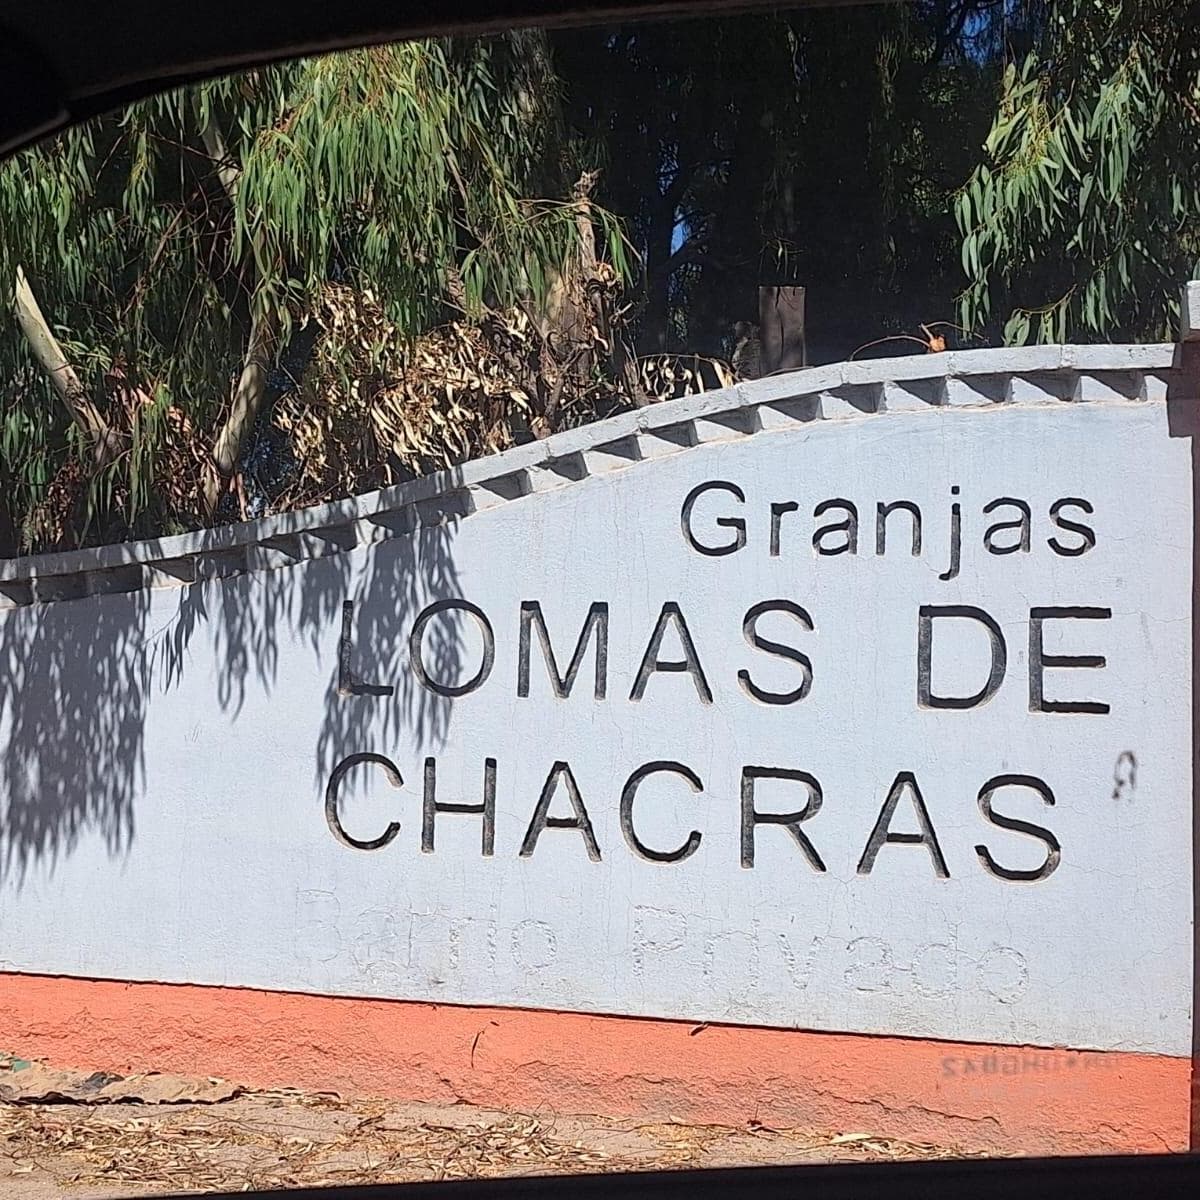 Granjas
LOMAS DE
CHACRAS
Barrio Privado